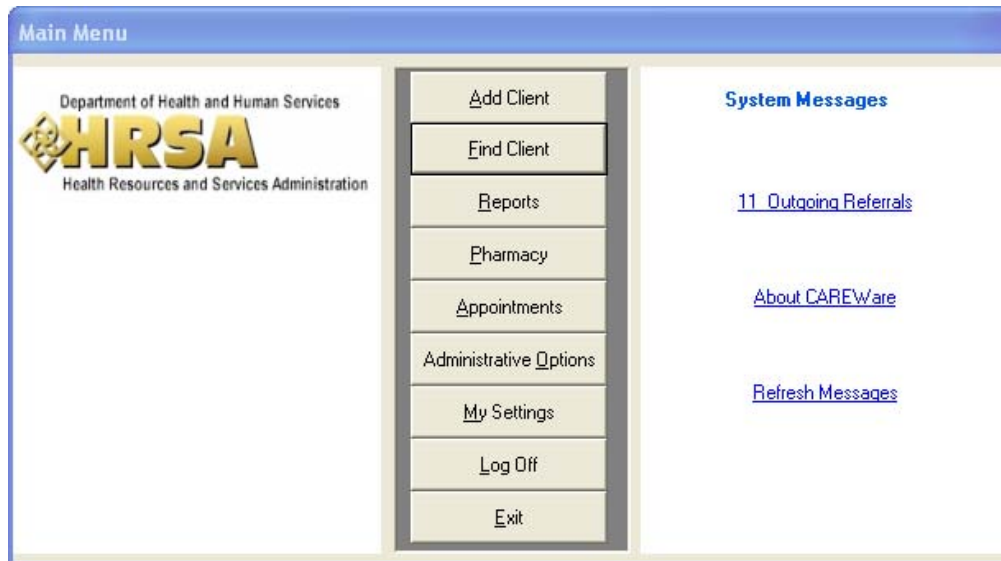 Main Menu
Department of Health and Human Services
HRSA
Health Resources and Services Administration
Add Client
Find Client
Reports
Pharmacy
Appointments
Administrative Options
My Settings
Log Off
Exit
System Messages
11 Outgoing Referrals
About CAREWare
Refresh Messages